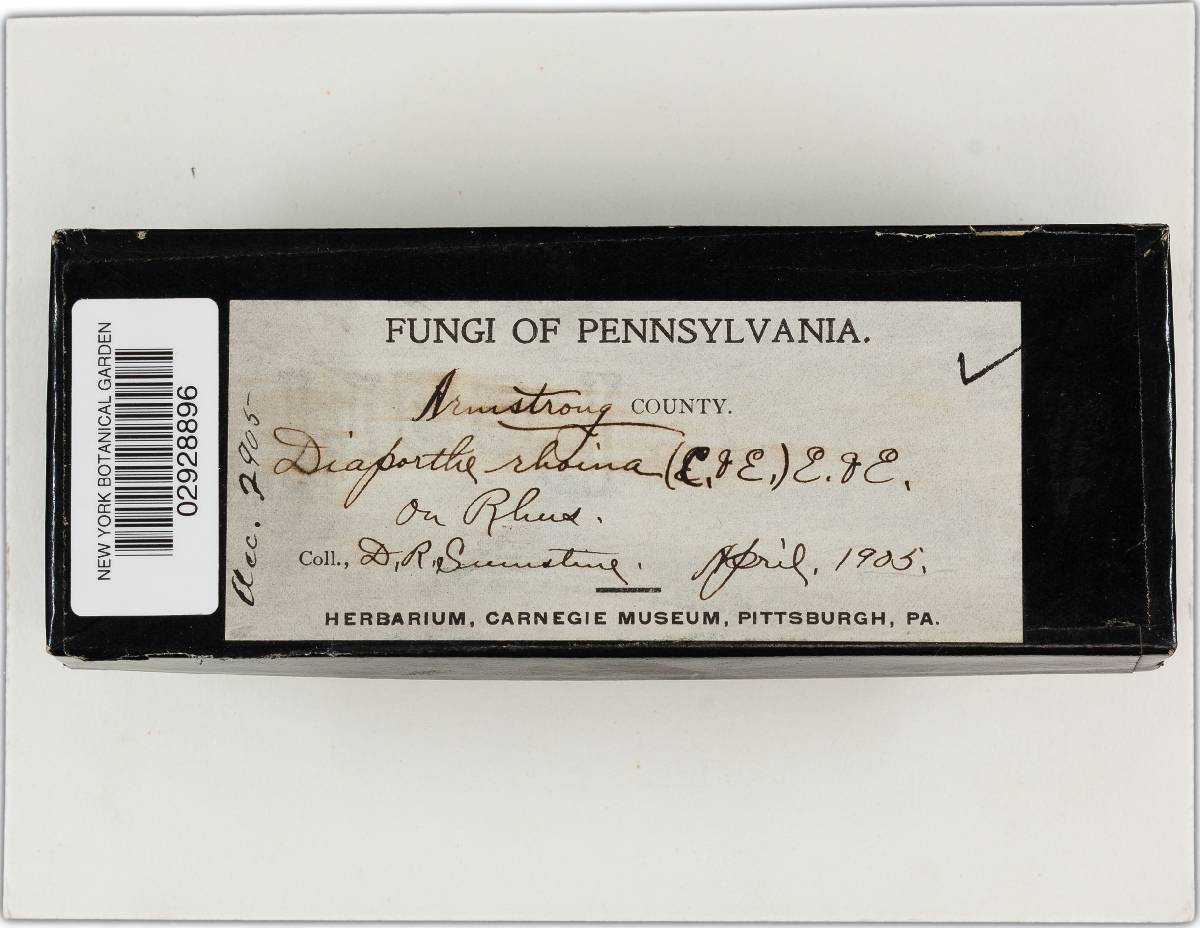 NEW YORK BOTANICAL GARDEN
02928896
Acc. 2905
FUNGI OF PENNSYLVANIA.
Armstrong COUNTY.
Diaporthe rhoina (C. & E.) E. & E.
on Rhus.
Coll., D. R. Sumstine. April, 1905.
HERBARIUM, CARNEGIE MUSEUM, PITTSBURGH, PA.